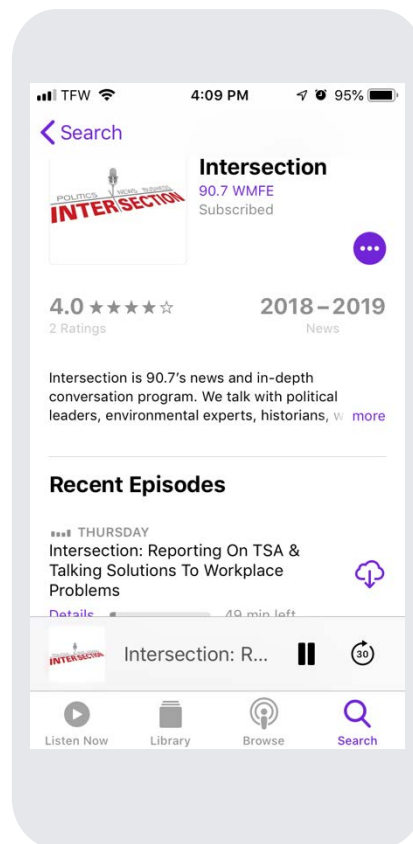 TFW 4:09 PM 95%
Search
POLITICS NEWS BUSINESS
INTERSECTION
Intersection
90.7 WMFE
Subscribed
4.0 ★★★★☆
2 Ratings
2018–2019
News
Intersection is 90.7's news and in-depth
conversation program. We talk with political
leaders, environmental experts, historians, w more
Recent Episodes
THURSDAY
Intersection: Reporting On TSA &
Talking Solutions To Workplace
Problems
Details 49 min left
INTERSECTION
Intersection: R...
30
Listen Now Library Browse Search